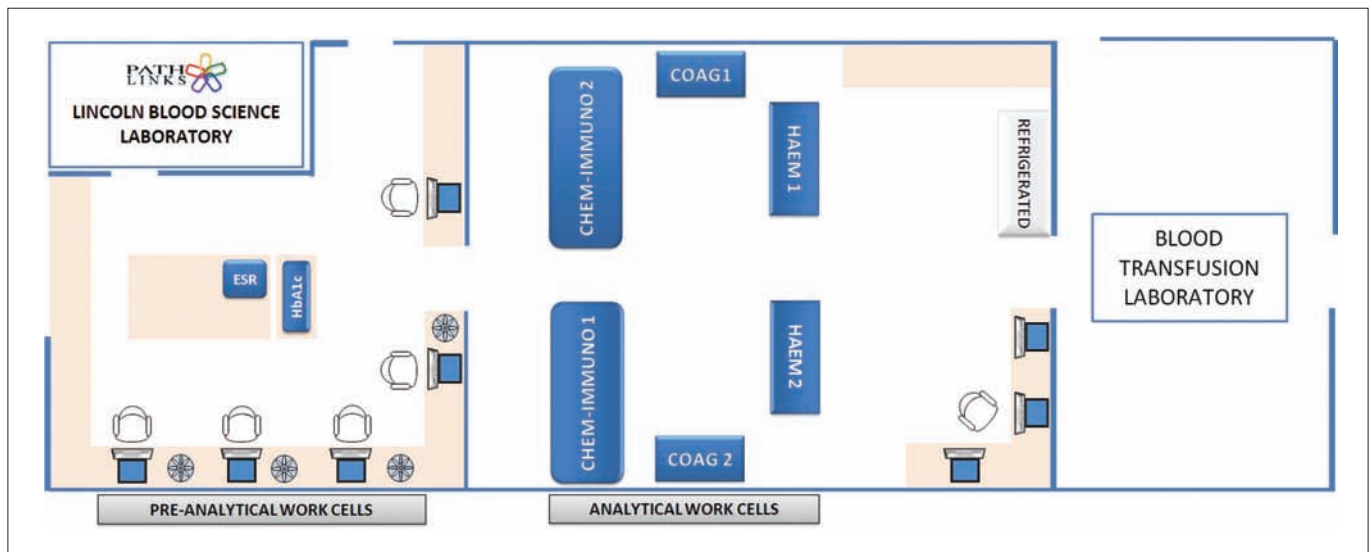 PATH
LINKS
LINCOLN BLOOD SCIENCE
LABORATORY
CHEM-IMMUNO 2
COAG1
HAEM 1
REFRIGERATED
BLOOD
TRANSFUSION
LABORATORY
ESR
HbA1c
CHEM-IMMUNO 1
HAEM 2
COAG 2
PRE-ANALYTICAL WORK CELLS
ANALYTICAL WORK CELLS